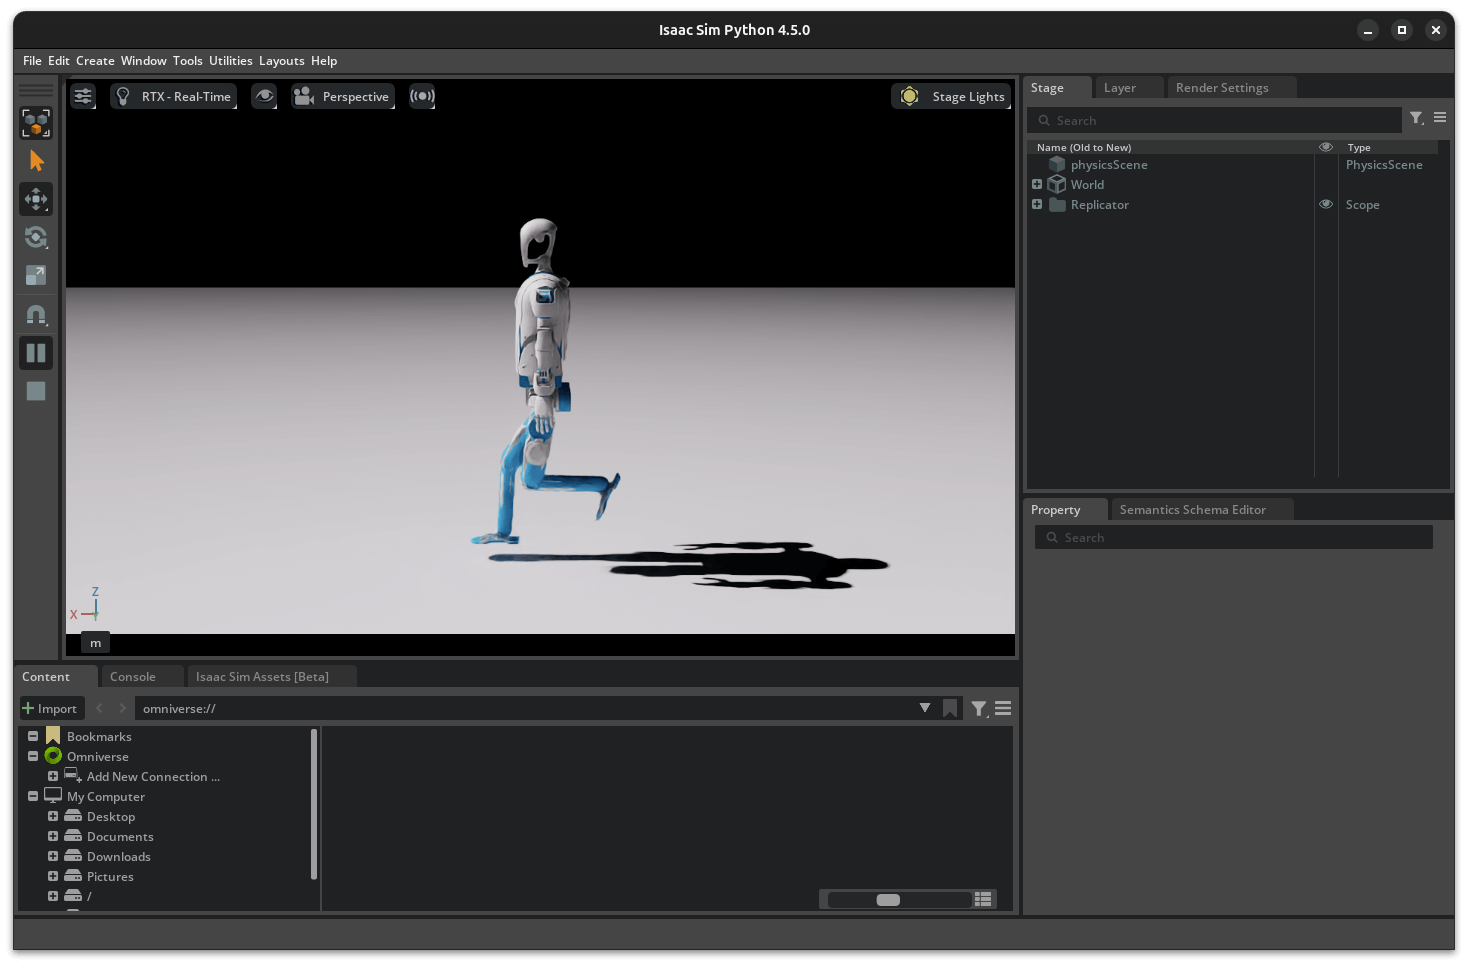 Isaac Sim Python 4.5.0
File Edit Create Window Tools Utilities Layouts Help
RTX - Real-Time
Perspective
Stage Lights
Z
X
Y
m
Stage
Layer
Render Settings
Search
Name (Old to New)
Type
physicsScene
PhysicsScene
World
Replicator
Scope
Property
Semantics Schema Editor
Search
Content
Console
Isaac Sim Assets [Beta]
Import
omniverse://
Bookmarks
Omniverse
Add New Connection ...
My Computer
Desktop
Documents
Downloads
Pictures
/